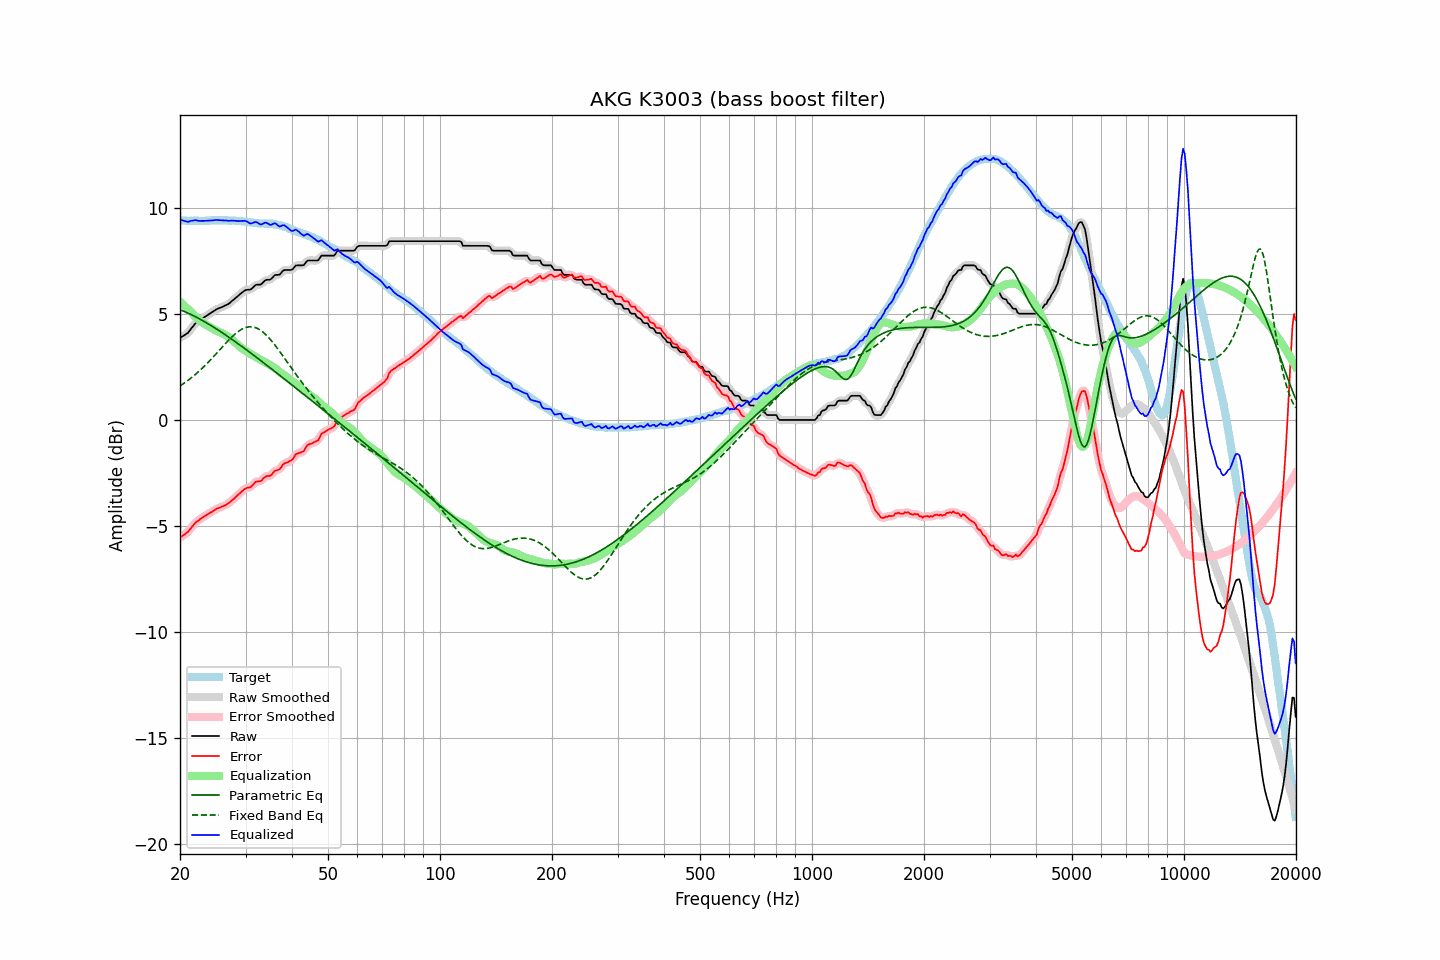 AKG K3003 (bass boost filter)
Amplitude (dBr)
10
5
0
−5
−10
−15
−20
Target
Raw Smoothed
Error Smoothed
Raw
Error
Equalization
Parametric Eq
Fixed Band Eq
Equalized
20 50 100 200 500 1000 2000 5000 10000 20000
Frequency (Hz)